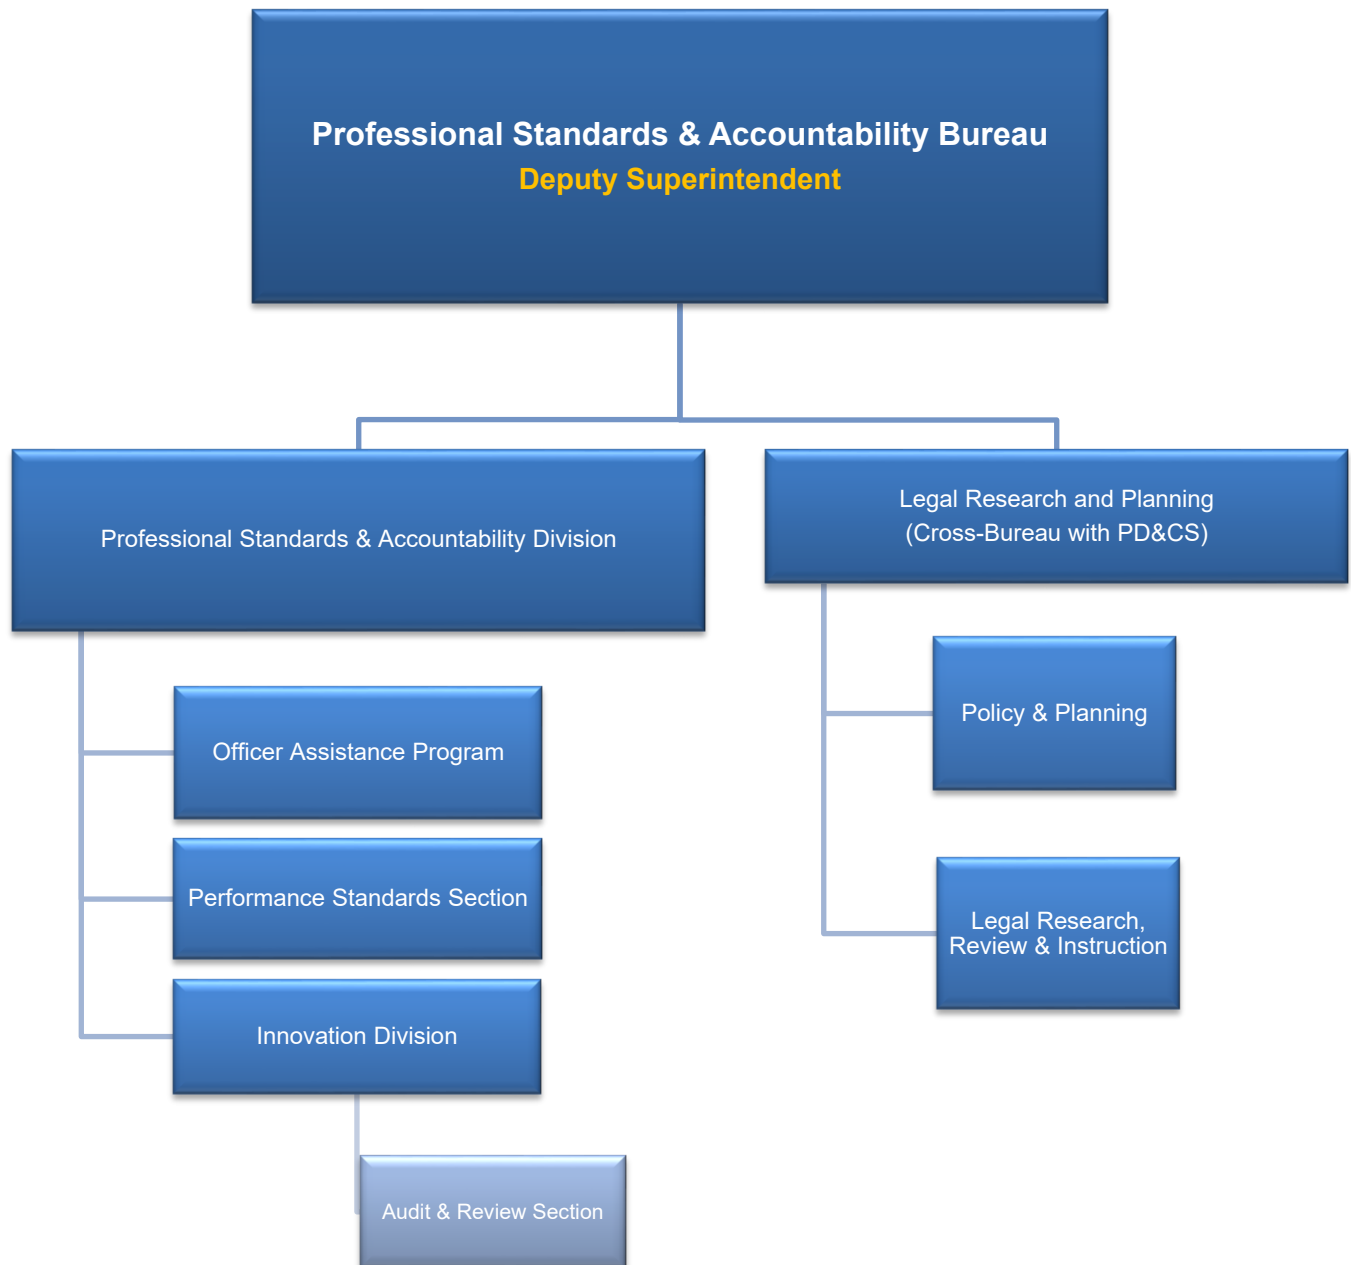 Professional Standards & Accountability Bureau
Deputy Superintendent
Professional Standards & Accountability Division
Legal Research and Planning
(Cross-Bureau with PD&CS)
Officer Assistance Program
Performance Standards Section
Innovation Division
Audit & Review Section
Policy & Planning
Legal Research,
Review & Instruction